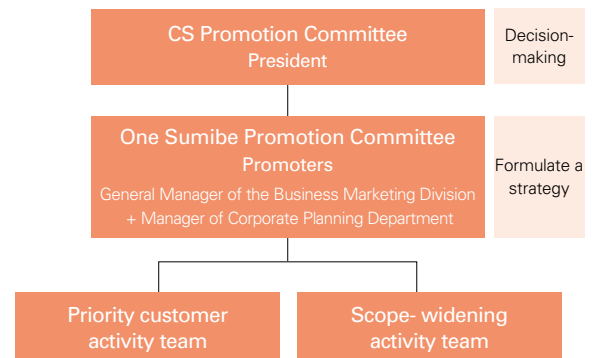 CS Promotion Committee
President
Decision-
making
One Sumibe Promotion Committee
Promoters
General Manager of the Business Marketing Division
+ Manager of Corporate Planning Department
Formulate a
strategy
Priority customer
activity team
Scope- widening
activity team